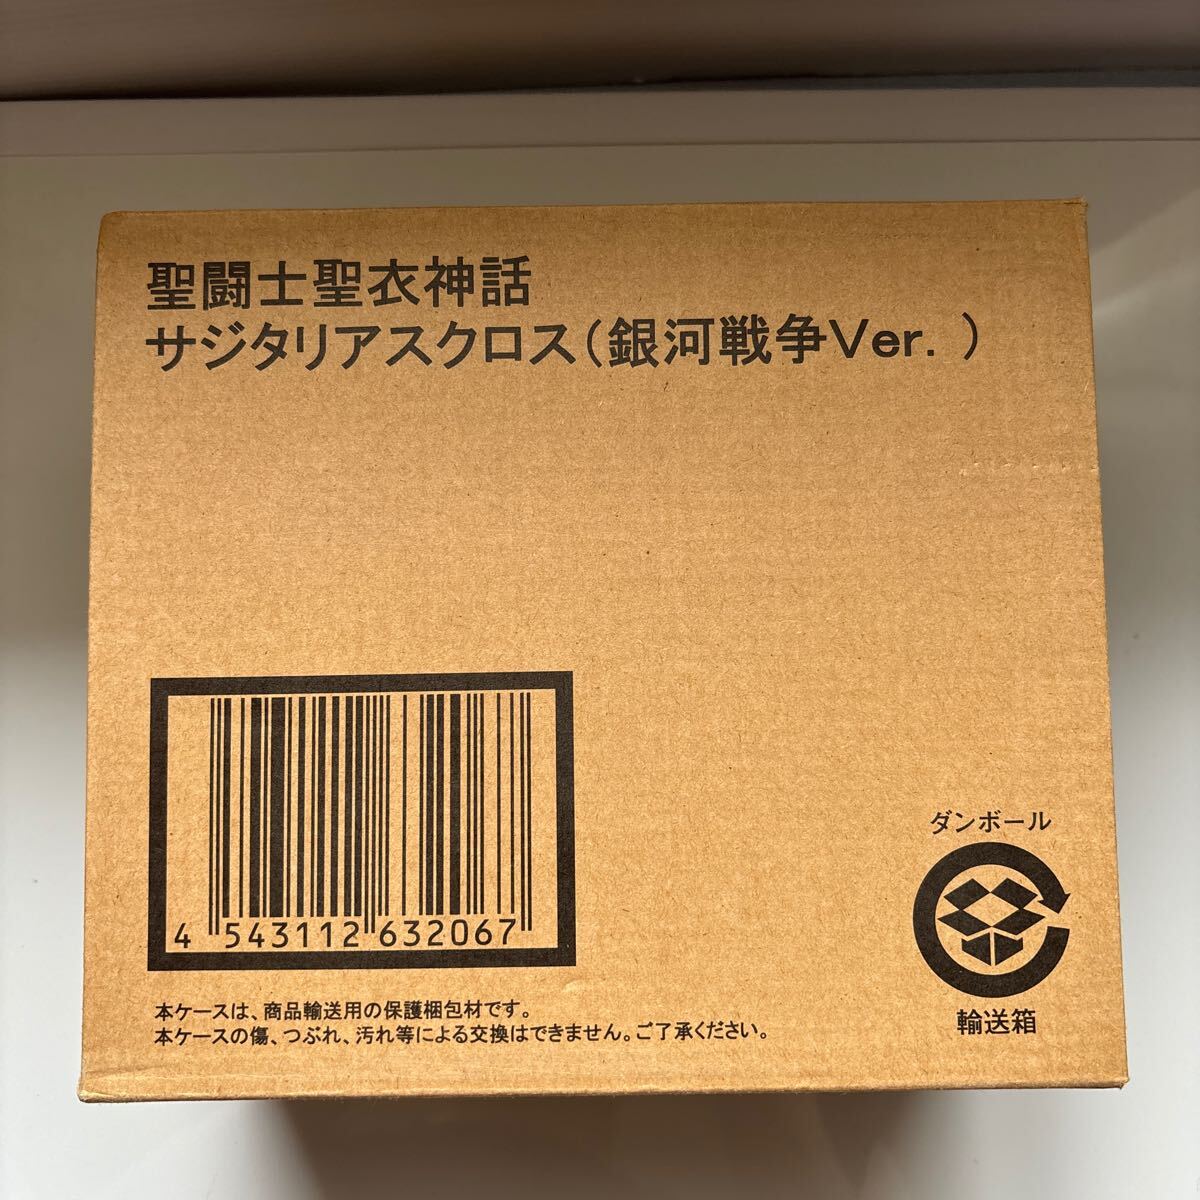 聖闘士聖衣神話
サジタリアスクロス(銀河戦争Ver. )
4 543112 632067
本ケースは、商品輸送用の保護梱包材です。
本ケースの傷、つぶれ、汚れ等による交換はできません。ご了承ください。
ダンボール
輸送箱